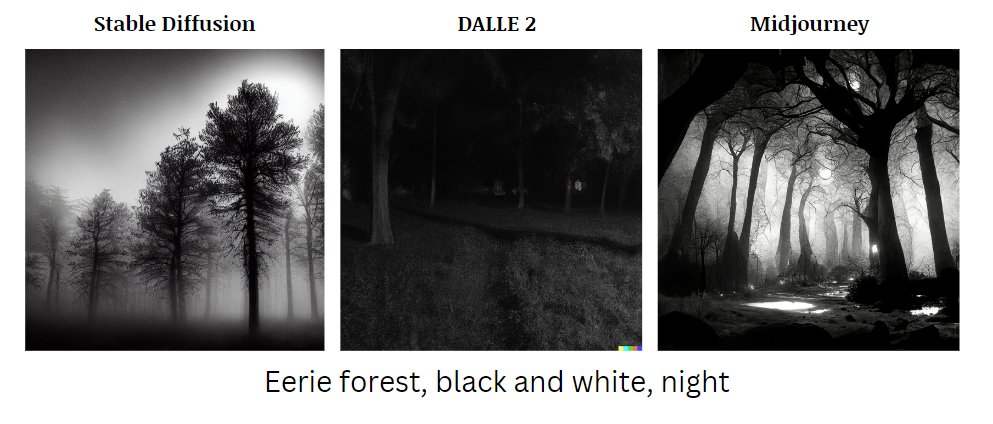 Stable Diffusion
DALLE 2
Midjourney
Eerie forest, black and white, night